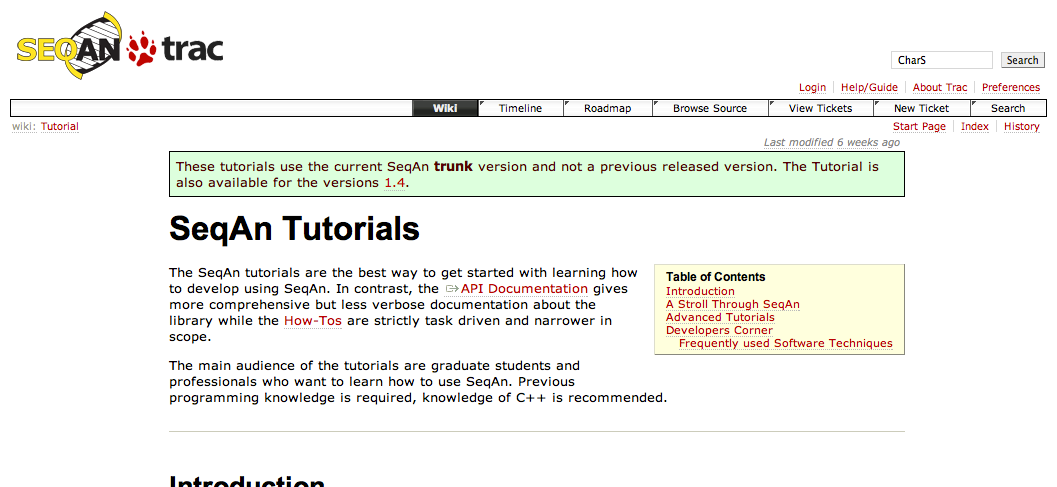 SEQAN trac
CharS
Search
Login Help/Guide About Trac Preferences
Wiki Timeline Roadmap Browse Source View Tickets New Ticket Search
wiki: Tutorial
Start Page Index History
Last modified 6 weeks ago
These tutorials use the current SeqAn trunk version and not a previous released version. The Tutorial is
also available for the versions 1.4.
SeqAn Tutorials
The SeqAn tutorials are the best way to get started with learning how
to develop using SeqAn. In contrast, the API Documentation gives
more comprehensive but less verbose documentation about the
library while the How-Tos are strictly task driven and narrower in
scope.
Table of Contents
Introduction
A Stroll Through SeqAn
Advanced Tutorials
Developers Corner
Frequently used Software Techniques
The main audience of the tutorials are graduate students and
professionals who want to learn how to use SeqAn. Previous
programming knowledge is required, knowledge of C++ is recommended.
Introduction